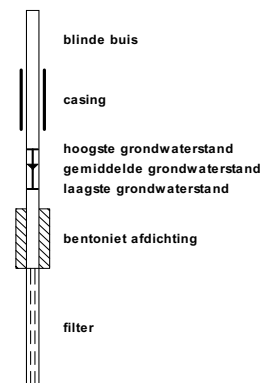 blinde buis
casing
hoogste grondwaterstand
gemiddelde grondwaterstand
laagste grondwaterstand
bentoniet afdichting
filter